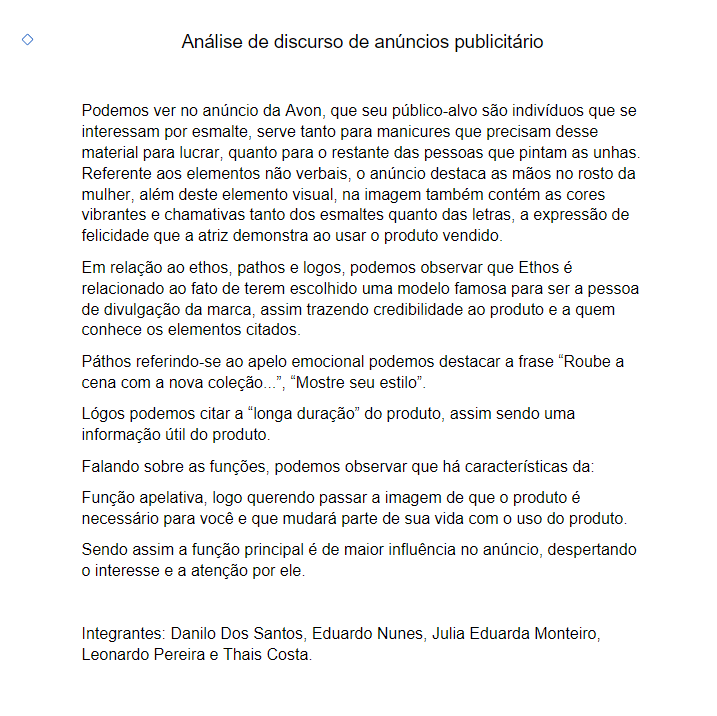 Análise de discurso de anúncios publicitário
Podemos ver no anúncio da Avon, que seu público-alvo são indivíduos que se
interessam por esmalte, serve tanto para manicures que precisam desse
material para lucrar, quanto para o restante das pessoas que pintam as unhas.
Referente aos elementos não verbais, o anúncio destaca as mãos no rosto da
mulher, além deste elemento visual, na imagem também contém as cores
vibrantes e chamativas tanto dos esmaltes quanto das letras, a expressão de
felicidade que a atriz demonstra ao usar o produto vendido.
Em relação ao ethos, pathos e logos, podemos observar que Ethos é
relacionado ao fato de terem escolhido uma modelo famosa para ser a pessoa
de divulgação da marca, assim trazendo credibilidade ao produto e a quem
conhece os elementos citados.
Páthos referindo-se ao apelo emocional podemos destacar a frase “Roube a
cena com a nova coleção...”, “Mostre seu estilo”.
Lógos podemos citar a “longa duração” do produto, assim sendo uma
informação útil do produto.
Falando sobre as funções, podemos observar que há características da:
Função apelativa, logo querendo passar a imagem de que o produto é
necessário para você e que mudará parte de sua vida com o uso do produto.
Sendo assim a função principal é de maior influência no anúncio, despertando
o interesse e a atenção por ele.
Integrantes: Danilo Dos Santos, Eduardo Nunes, Julia Eduarda Monteiro,
Leonardo Pereira e Thais Costa.